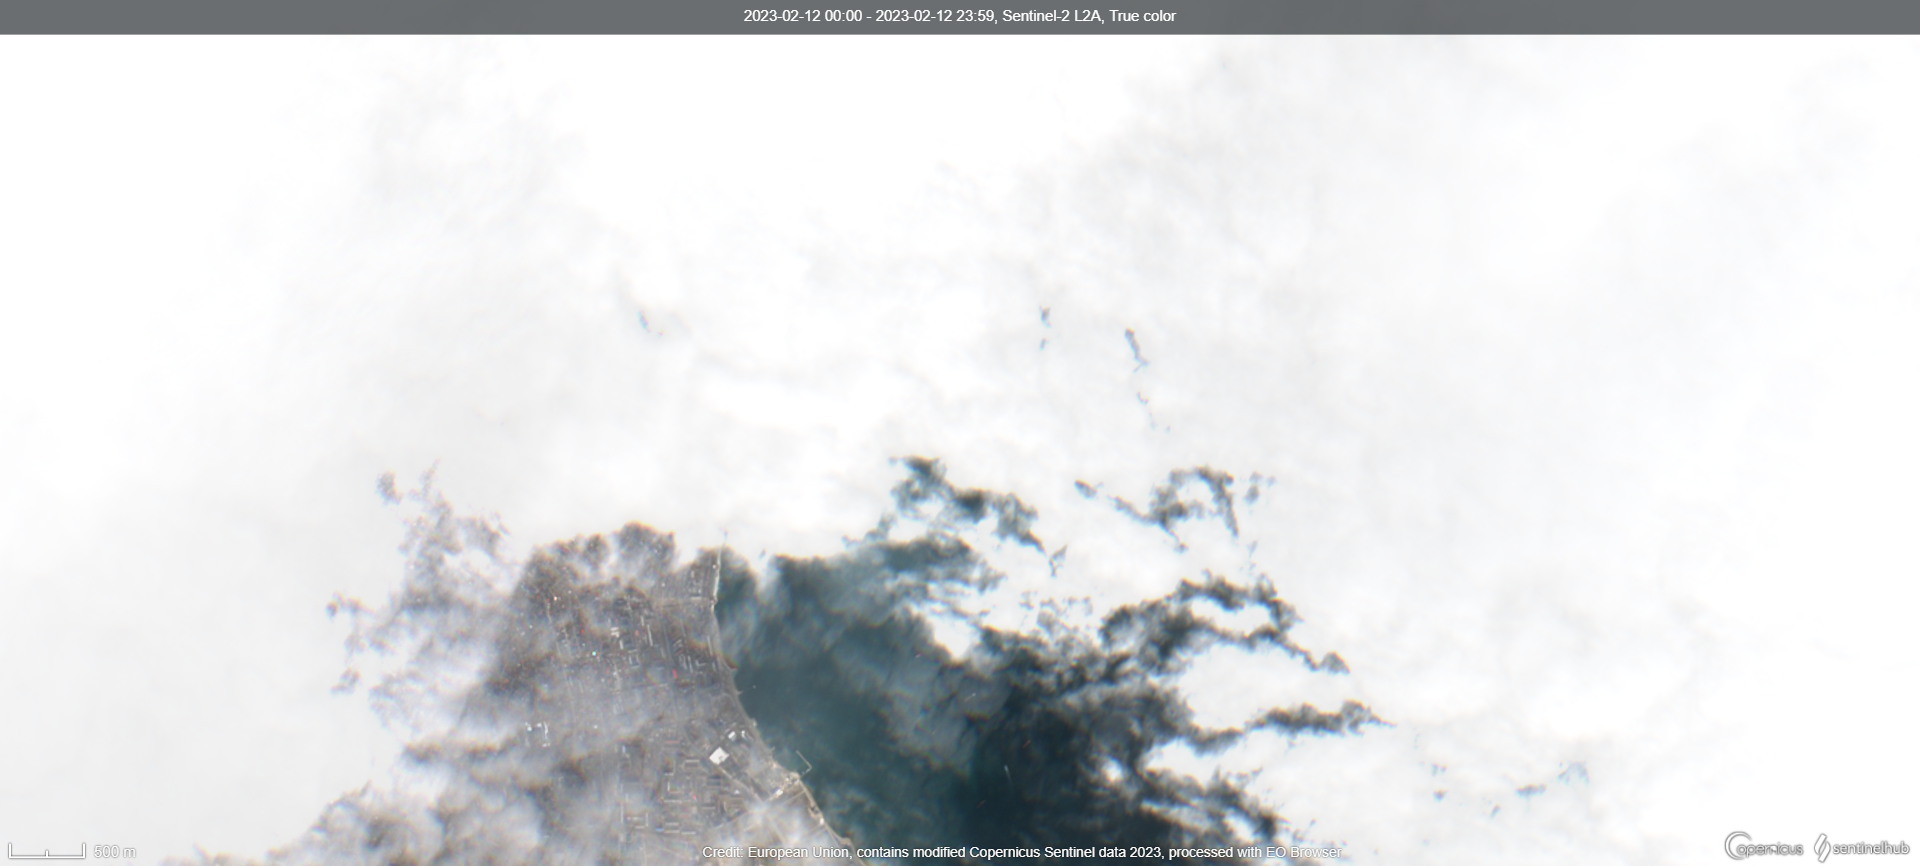 2023-02-12 00:00 - 2023-02-12 23:59, Sentinel-2 L2A, True color
500 m
Credit: European Union, contains modified Copernicus Sentinel data 2023, processed with EO Browser
opernicus
sentinelhub